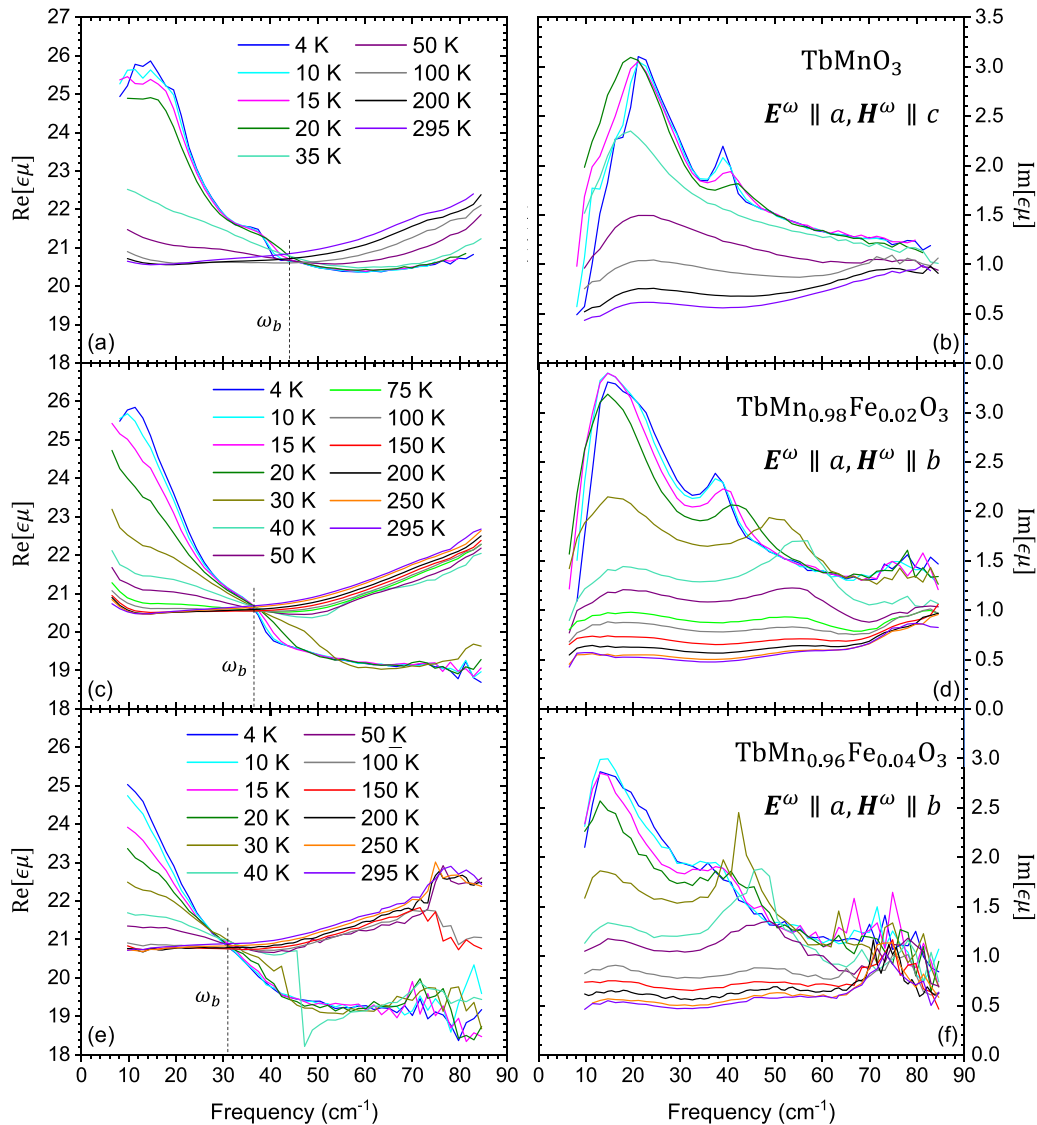 27
26
25
24
23
22
21
20
19
18
Re[ϵμ]
4 K
10 K
15 K
20 K
35 K
50 K
100 K
200 K
295 K
ω_b
(a)
3.5
3.0
2.5
2.0
1.5
1.0
0.5
0.0
Im[ϵμ]
TbMnO₃
E^ω ∥ a, H^ω ∥ c
(b)
26
25
24
23
22
21
20
19
18
Re[ϵμ]
4 K
10 K
15 K
20 K
30 K
40 K
50 K
75 K
100 K
150 K
200 K
250 K
295 K
ω_b
(c)
3.0
2.5
2.0
1.5
1.0
0.5
0.0
Im[ϵμ]
TbMn₀.₉₈Fe₀.₀₂O₃
E^ω ∥ a, H^ω ∥ b
(d)
26
25
24
23
22
21
20
19
18
Re[ϵμ]
4 K
10 K
15 K
20 K
30 K
40 K
50 K
100 K
150 K
200 K
250 K
295 K
ω_b
(e)
0 10 20 30 40 50 60 70 80 90
Frequency (cm⁻¹)
3.0
2.5
2.0
1.5
1.0
0.5
0.0
Im[ϵμ]
TbMn₀.₉₆Fe₀.₀₄O₃
E^ω ∥ a, H^ω ∥ b
(f)
0 10 20 30 40 50 60 70 80 90
Frequency (cm⁻¹)